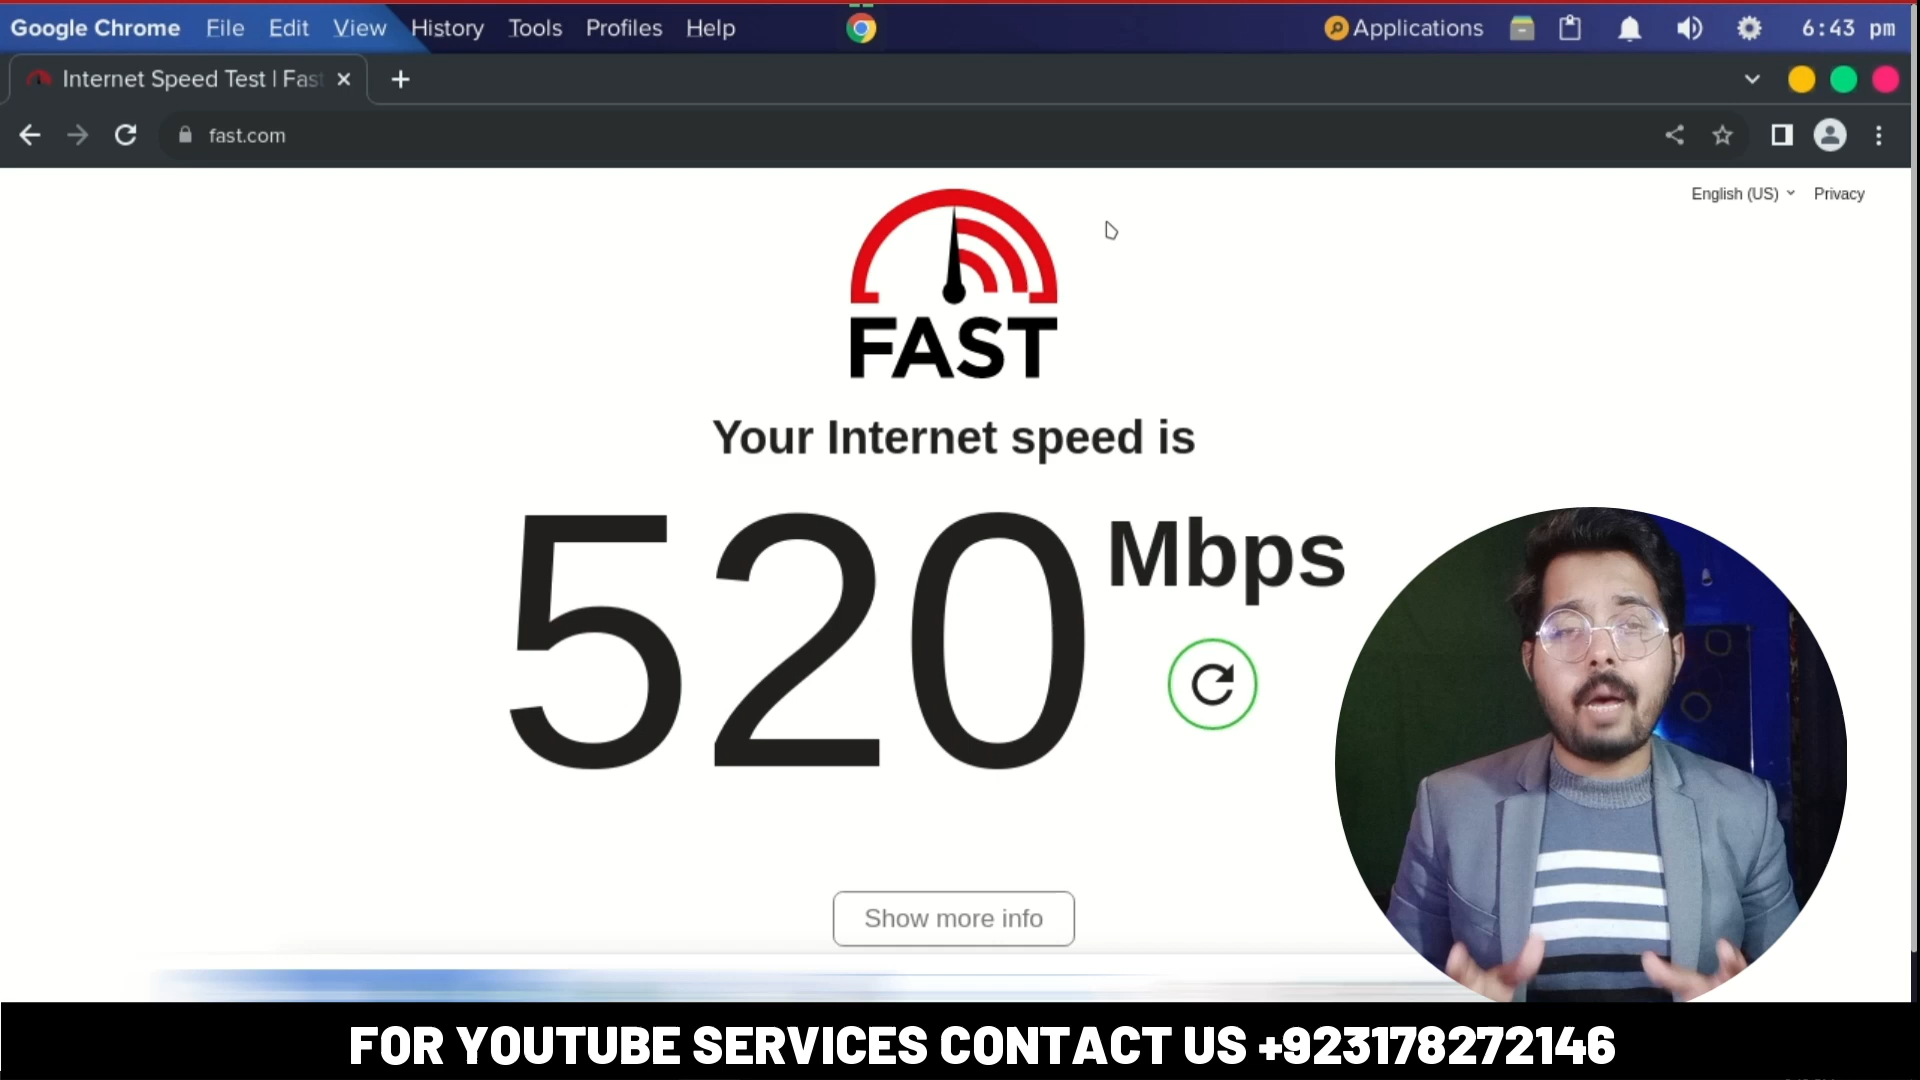 Google Chrome File Edit View History Tools Profiles Help Applications 6:43 pm
Internet Speed Test | Fast
fast.com
English (US) Privacy
FAST
Your Internet speed is
520 Mbps
Show more info
FOR YOUTUBE SERVICES CONTACT US +923178272146